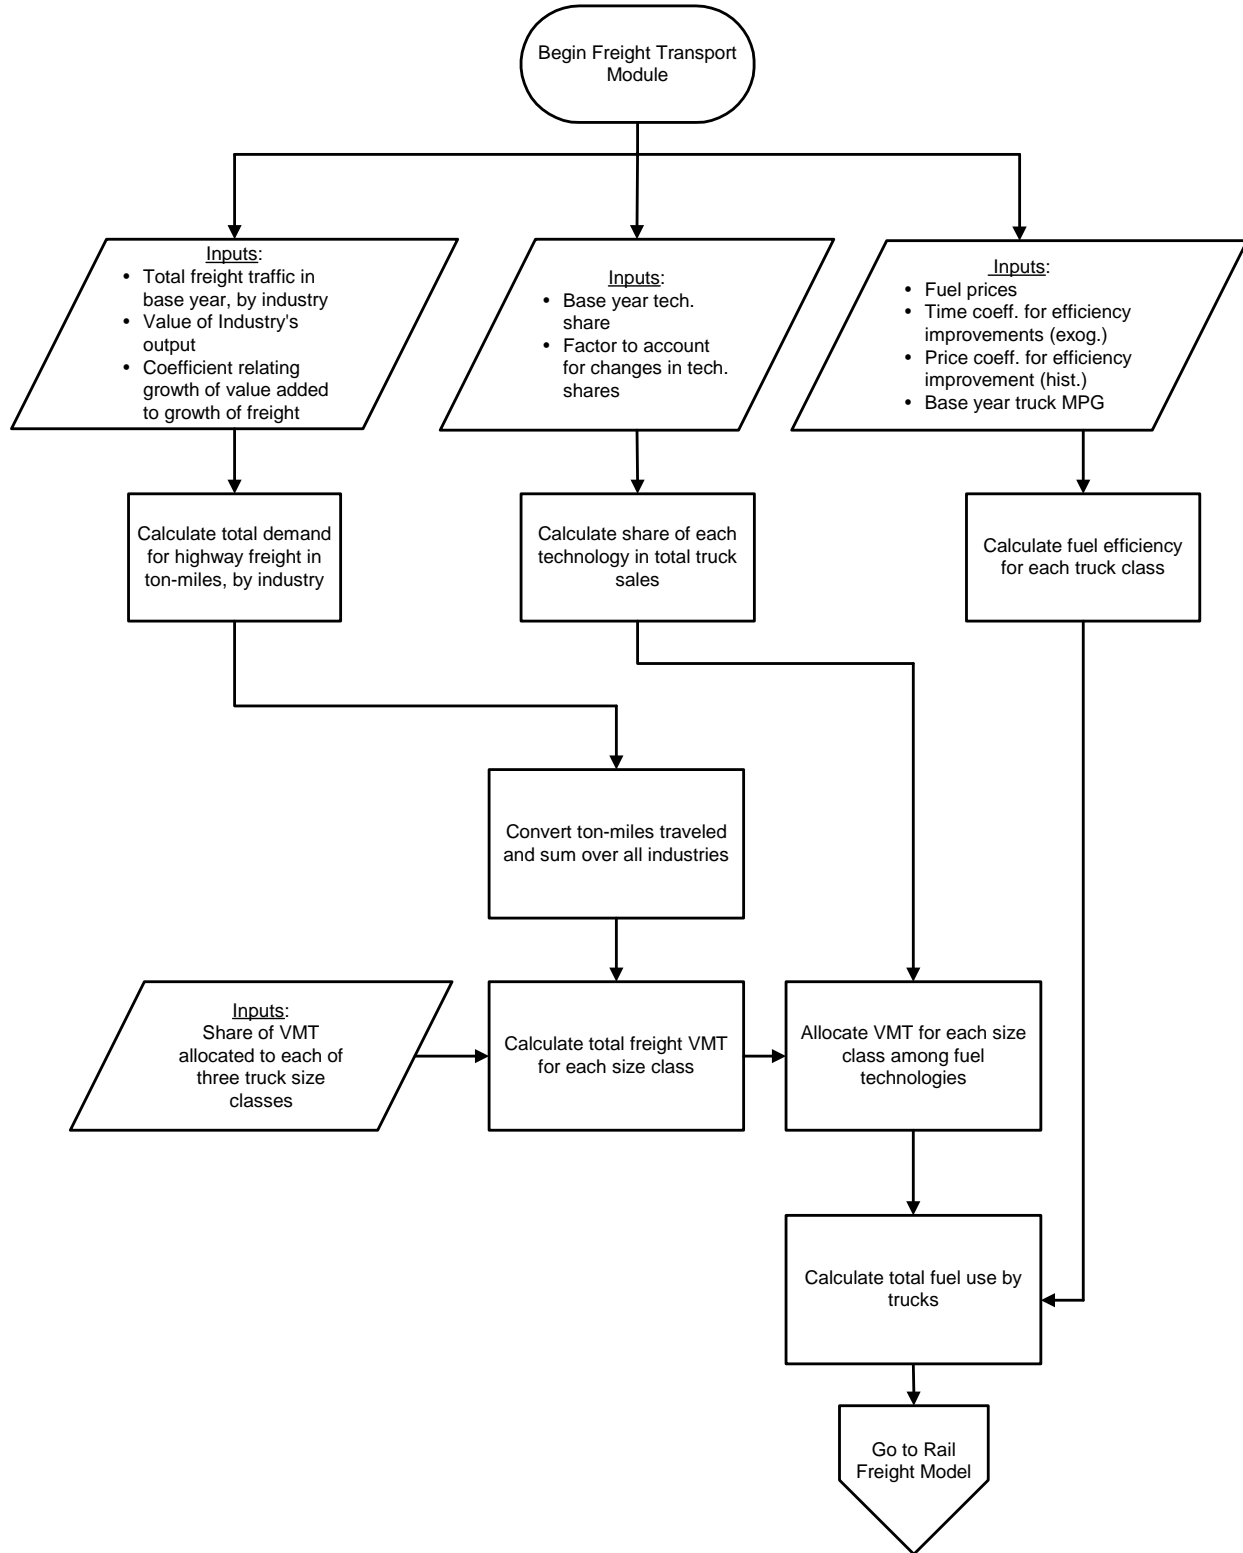 Begin Freight Transport
Module
Inputs:
• Total freight traffic in
base year, by industry
• Value of Industry's
output
• Coefficient relating
growth of value added
to growth of freight
Inputs:
• Base year tech.
share
• Factor to account
for changes in tech.
shares
Inputs:
• Fuel prices
• Time coeff. for efficiency
improvements (exog.)
• Price coeff. for efficiency
improvement (hist.)
• Base year truck MPG
Calculate total demand
for highway freight in
ton-miles, by industry
Calculate share of each
technology in total truck
sales
Calculate fuel efficiency
for each truck class
Convert ton-miles traveled
and sum over all industries
Inputs:
Share of VMT
allocated to each of
three truck size
classes
Calculate total freight VMT
for each size class
Allocate VMT for each size
class among fuel
technologies
Calculate total fuel use by
trucks
Go to Rail
Freight Model